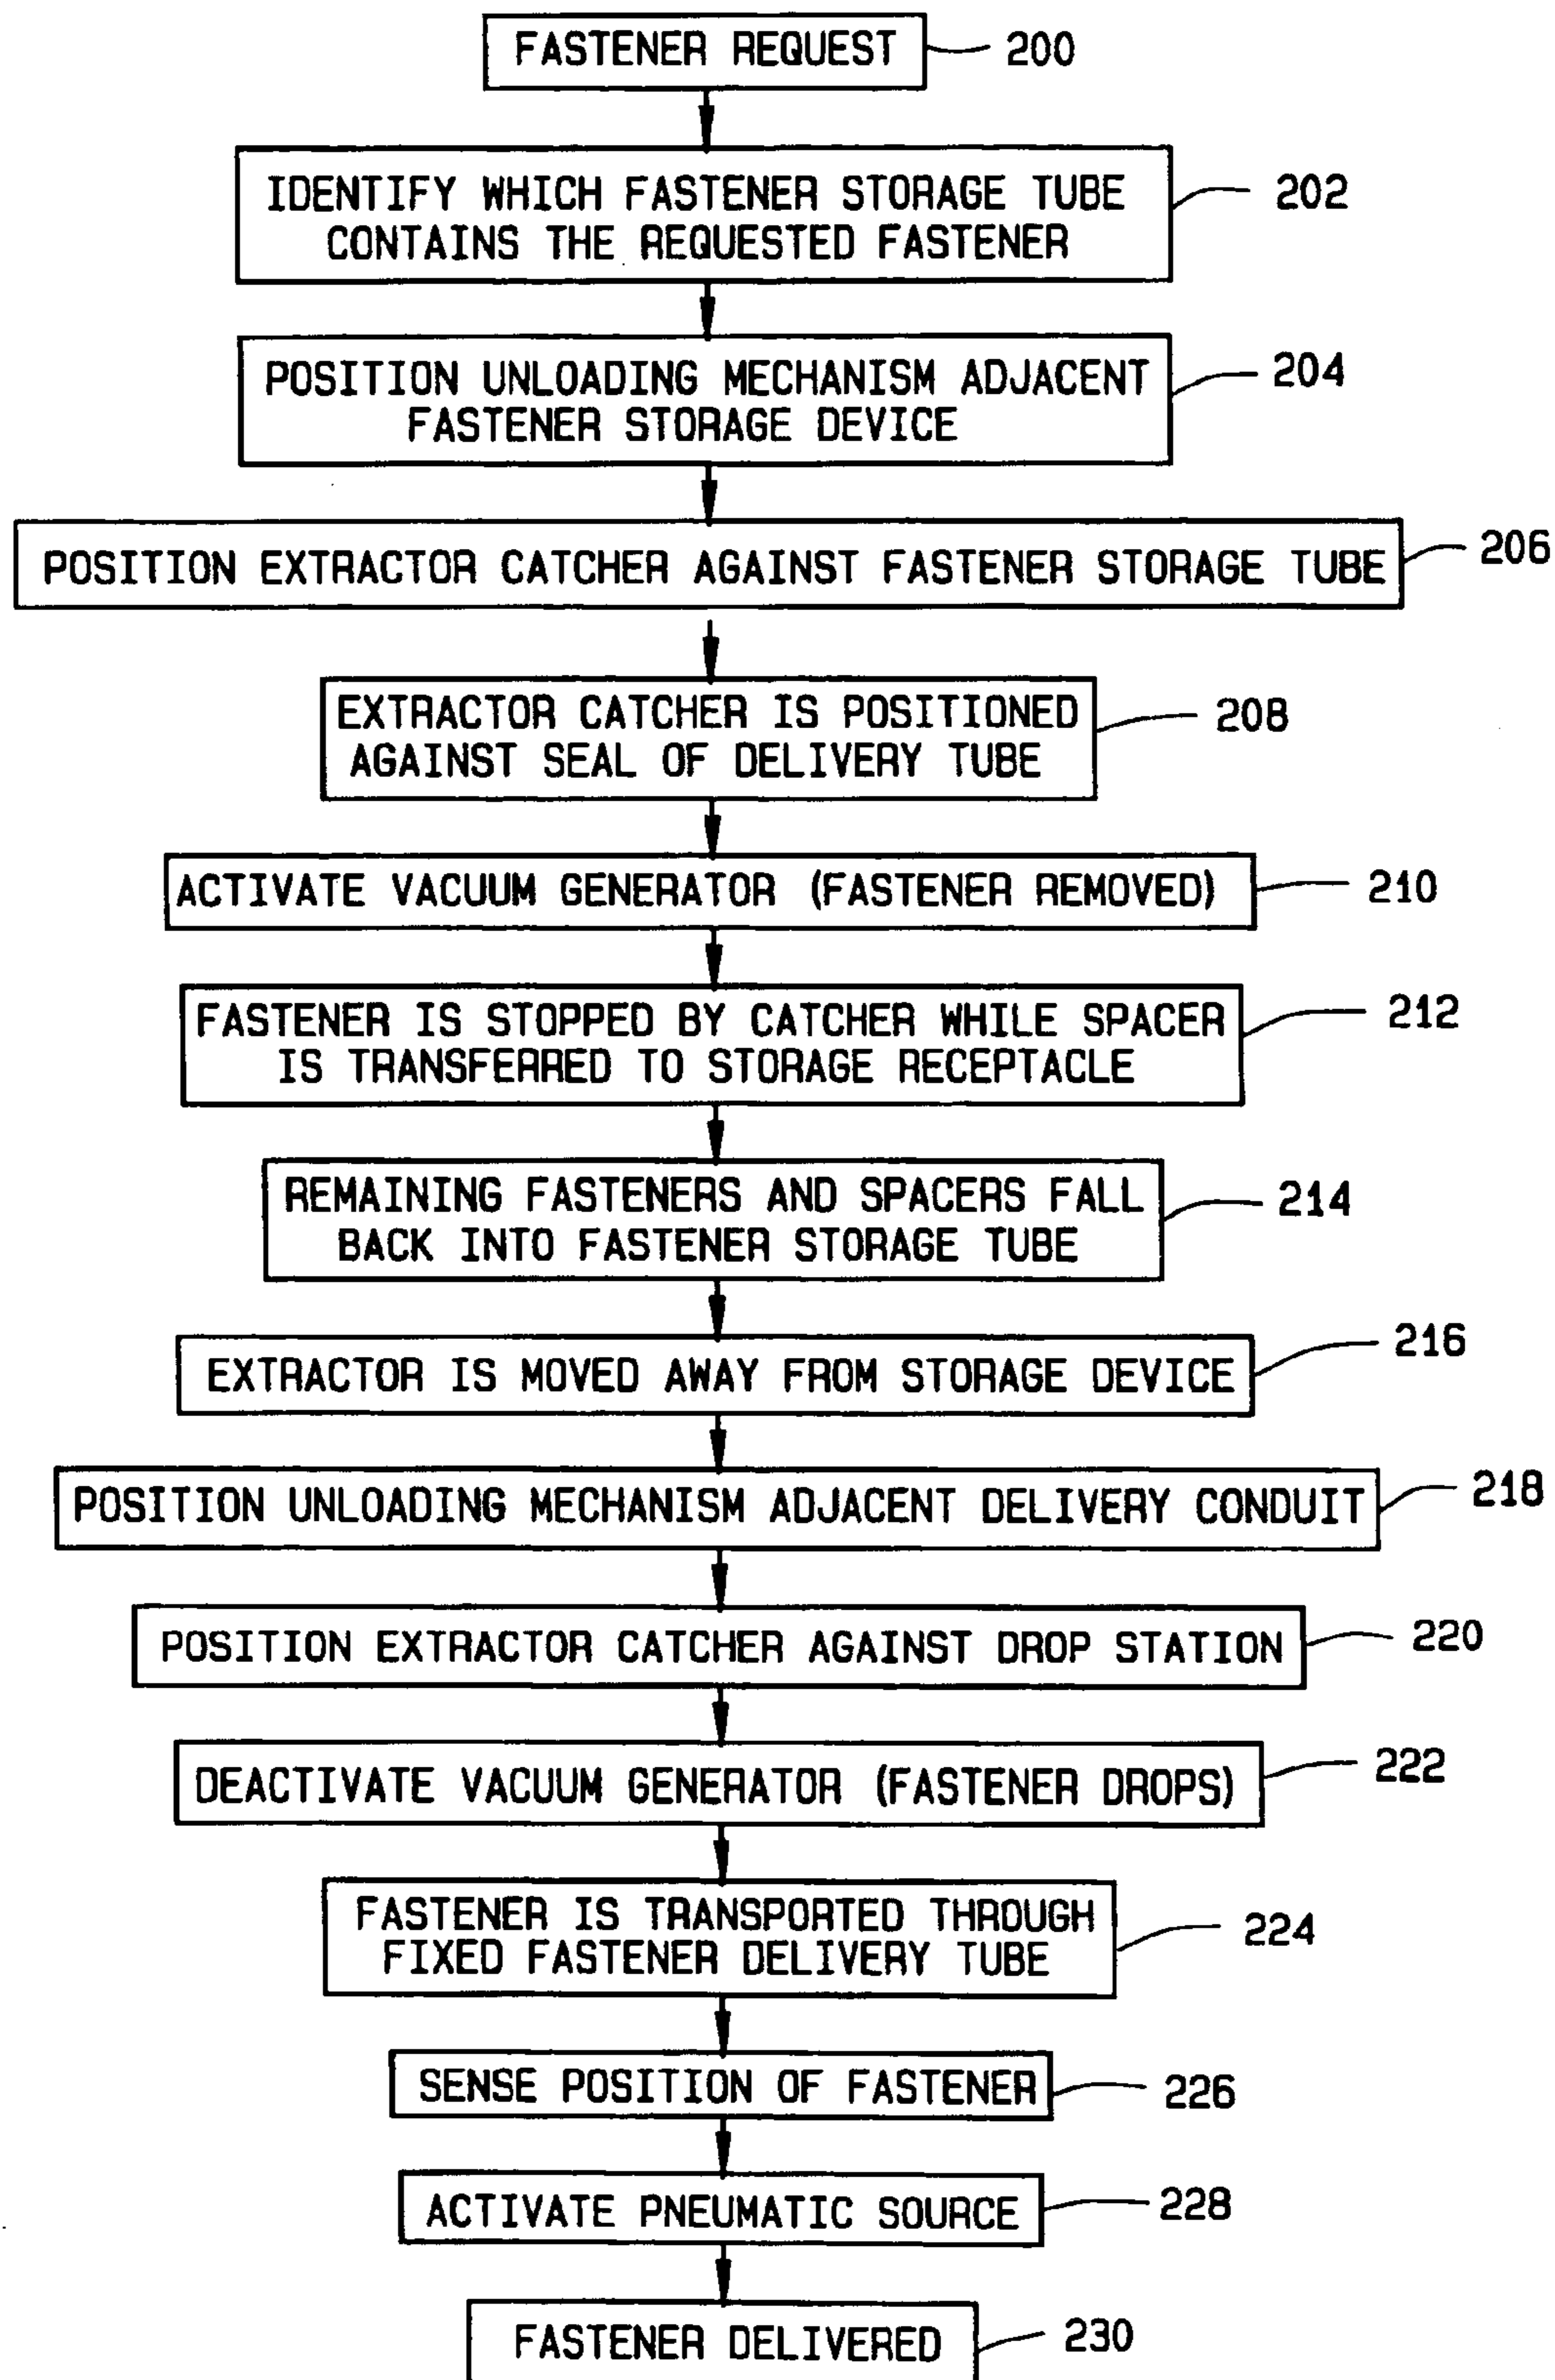 FASTENER REQUEST
200
IDENTIFY WHICH FASTENER STORAGE TUBE
CONTAINS THE REQUESTED FASTENER
202
POSITION UNLOADING MECHANISM ADJACENT
FASTENER STORAGE DEVICE
204
POSITION EXTRACTOR CATCHER AGAINST FASTENER STORAGE TUBE
206
EXTRACTOR CATCHER IS POSITIONED
AGAINST SEAL OF DELIVERY TUBE
208
ACTIVATE VACUUM GENERATOR (FASTENER REMOVED)
210
FASTENER IS STOPPED BY CATCHER WHILE SPACER
IS TRANSFERRED TO STORAGE RECEPTACLE
212
REMAINING FASTENERS AND SPACERS FALL
BACK INTO FASTENER STORAGE TUBE
214
EXTRACTOR IS MOVED AWAY FROM STORAGE DEVICE
216
POSITION UNLOADING MECHANISM ADJACENT DELIVERY CONDUIT
218
POSITION EXTRACTOR CATCHER AGAINST DROP STATION
220
DEACTIVATE VACUUM GENERATOR (FASTENER DROPS)
222
FASTENER IS TRANSPORTED THROUGH
FIXED FASTENER DELIVERY TUBE
224
SENSE POSITION OF FASTENER
226
ACTIVATE PNEUMATIC SOURCE
228
FASTENER DELIVERED
230